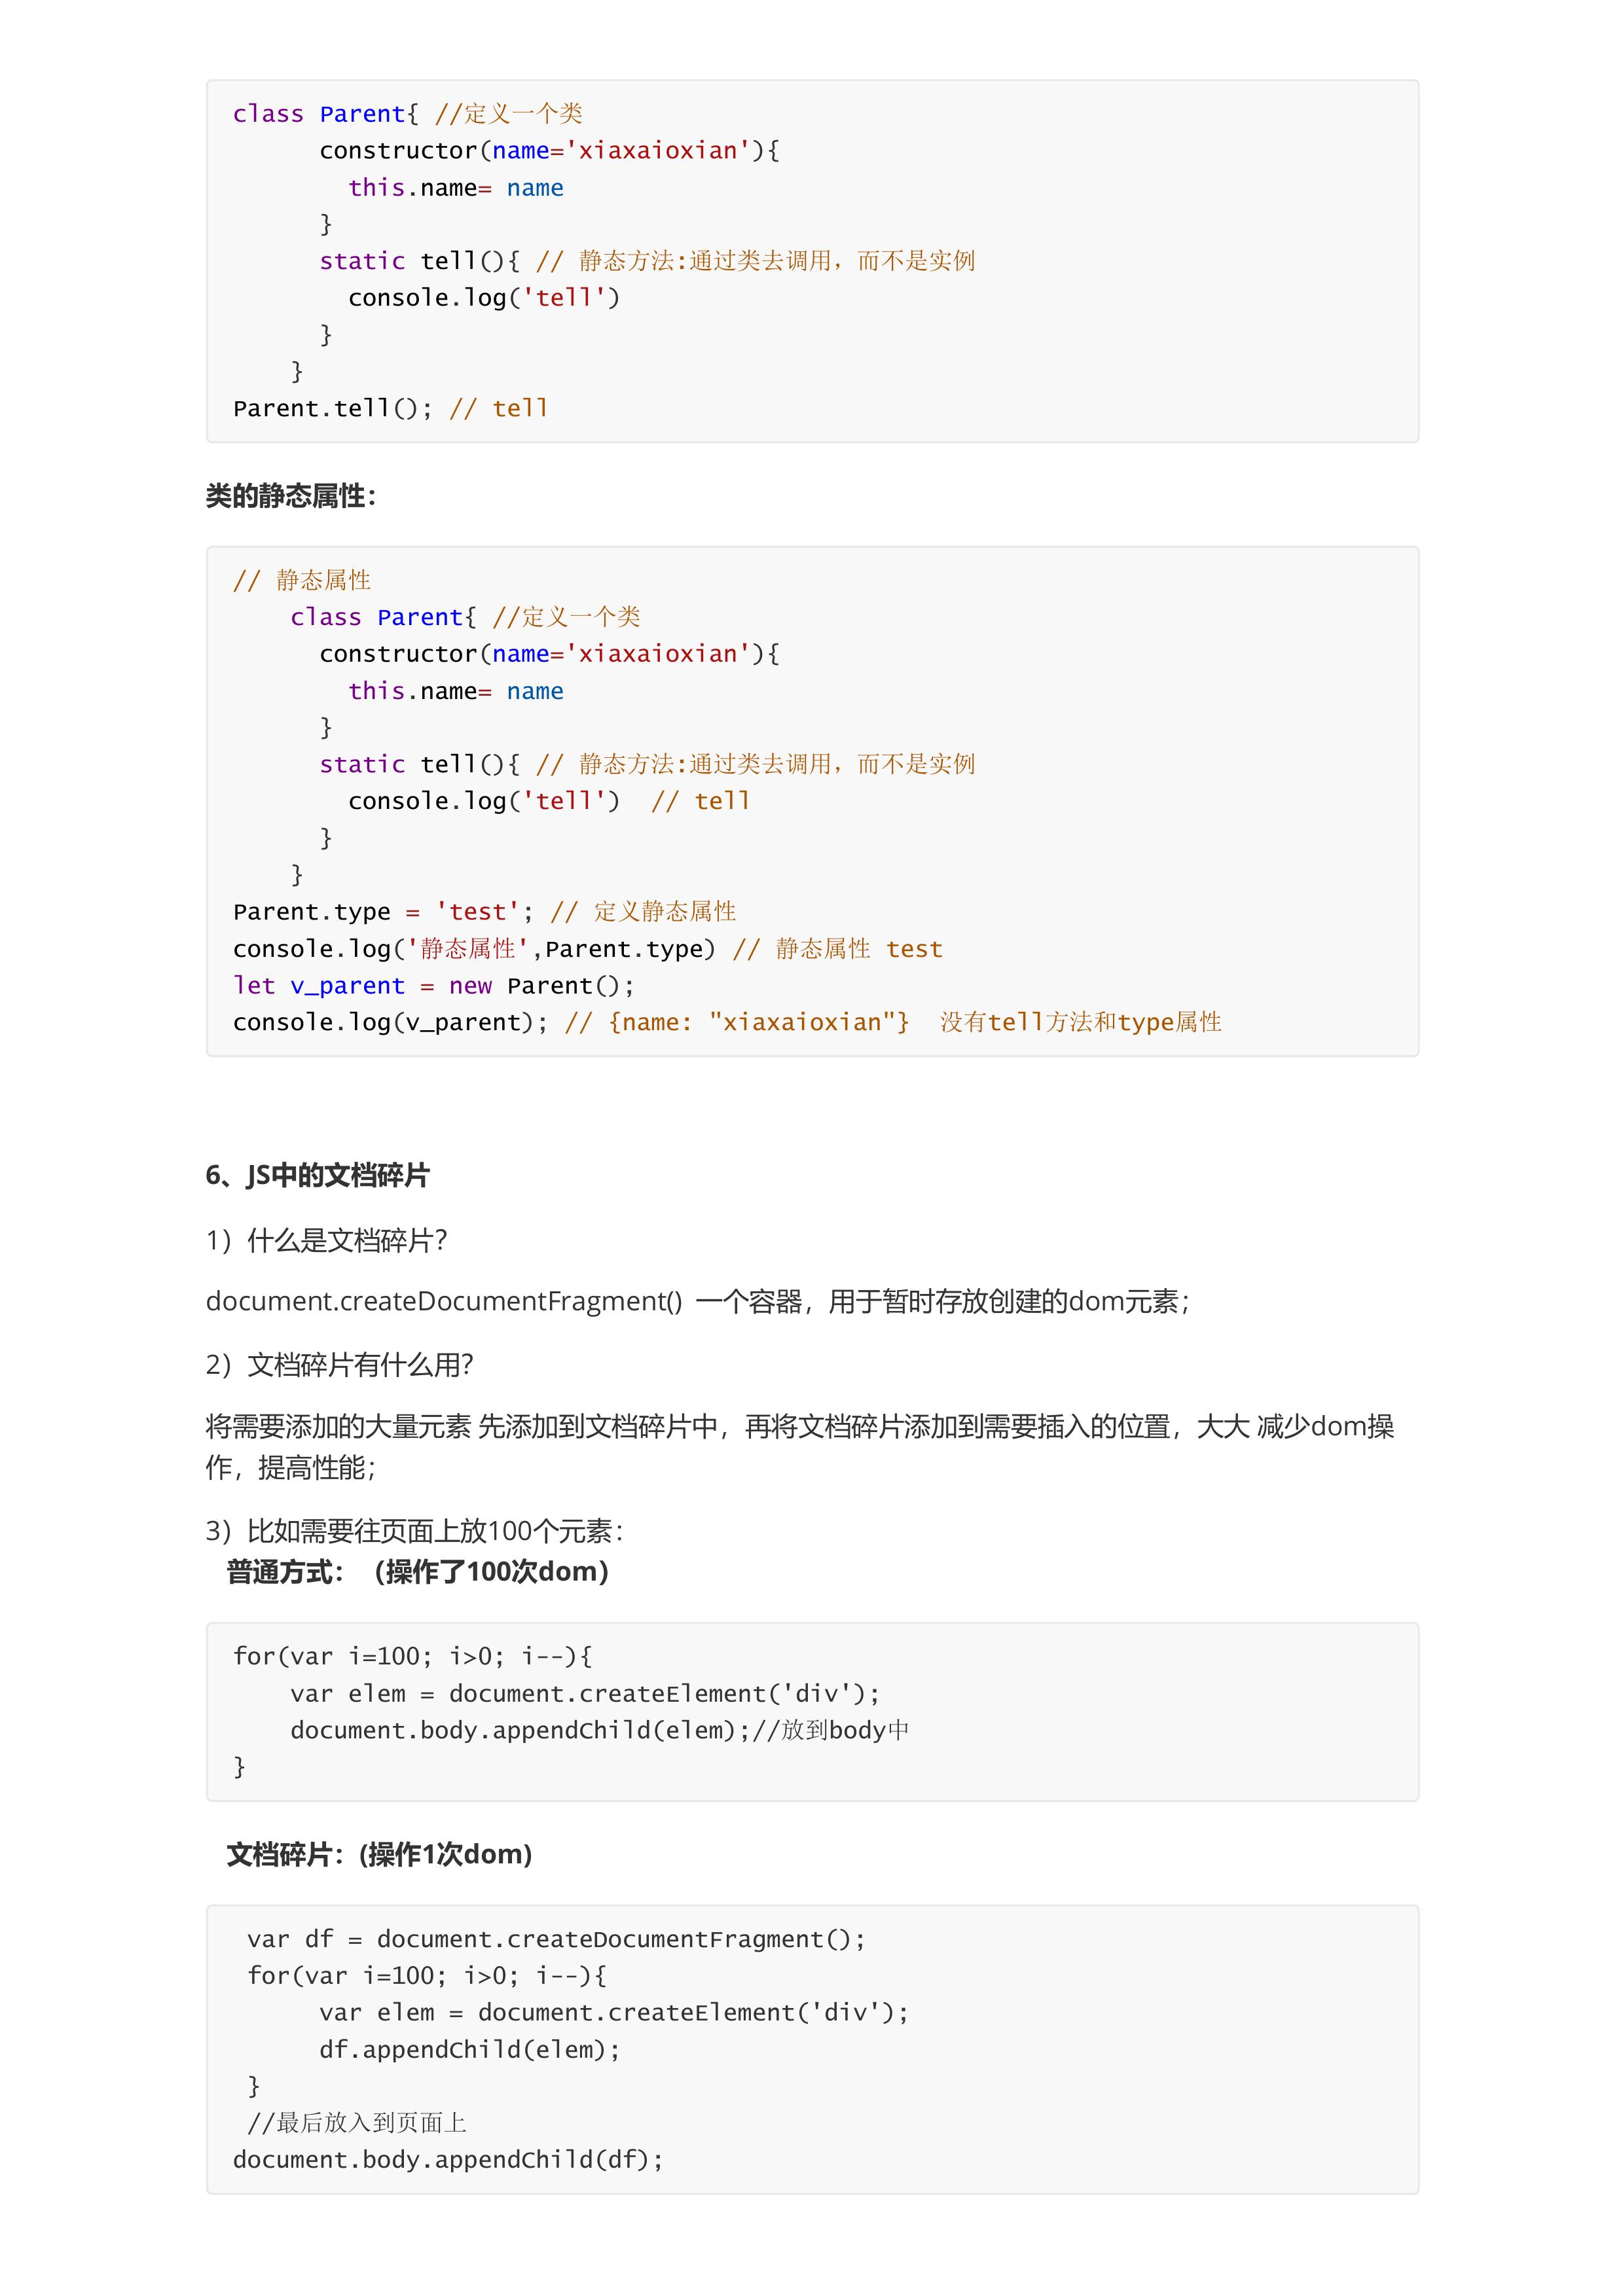 class Parent{ //定义一个类
      constructor(name='xiaxaioxian'){
        this.name= name
      }
      static tell(){ // 静态方法:通过类去调用，而不是实例
        console.log('tell')
      }
    }
Parent.tell(); // tell
类的静态属性：
// 静态属性
    class Parent{ //定义一个类
      constructor(name='xiaxaioxian'){
        this.name= name
      }
      static tell(){ // 静态方法:通过类去调用，而不是实例
        console.log('tell')  // tell
      }
    }
Parent.type = 'test'; // 定义静态属性
console.log('静态属性',Parent.type) // 静态属性 test
let v_parent = new Parent();
console.log(v_parent); // {name: "xiaxaioxian"}  没有tell方法和type属性
6、JS中的文档碎片
1）什么是文档碎片？
document.createDocumentFragment()  一个容器，用于暂时存放创建的dom元素；
2）文档碎片有什么用？
将需要添加的大量元素 先添加到文档碎片中，再将文档碎片添加到需要插入的位置，大大 减少dom操
作，提高性能；
3）比如需要往页面上放100个元素：
普通方式：（操作了100次dom）
for(var i=100; i>0; i--){
    var elem = document.createElement('div');
    document.body.appendChild(elem);//放到body中
}
文档碎片：(操作1次dom)
 var df = document.createDocumentFragment();
 for(var i=100; i>0; i--){
      var elem = document.createElement('div');
      df.appendChild(elem);
 }
 //最后放入到页面上
document.body.appendChild(df);